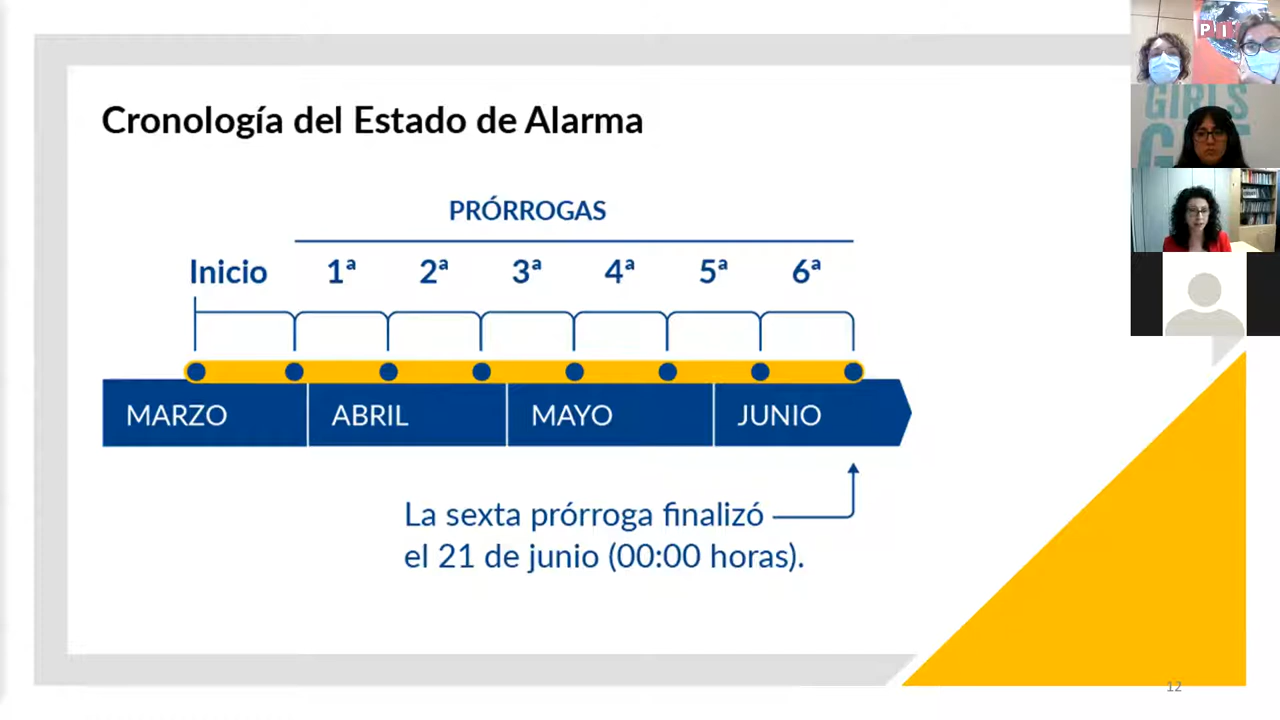 Cronología del Estado de Alarma
PRÓRROGAS
Inicio 1ª 2ª 3ª 4ª 5ª 6ª
MARZO ABRIL MAYO JUNIO
La sexta prórroga finalizó
el 21 de junio (00:00 horas).
12
P I
GIRLS